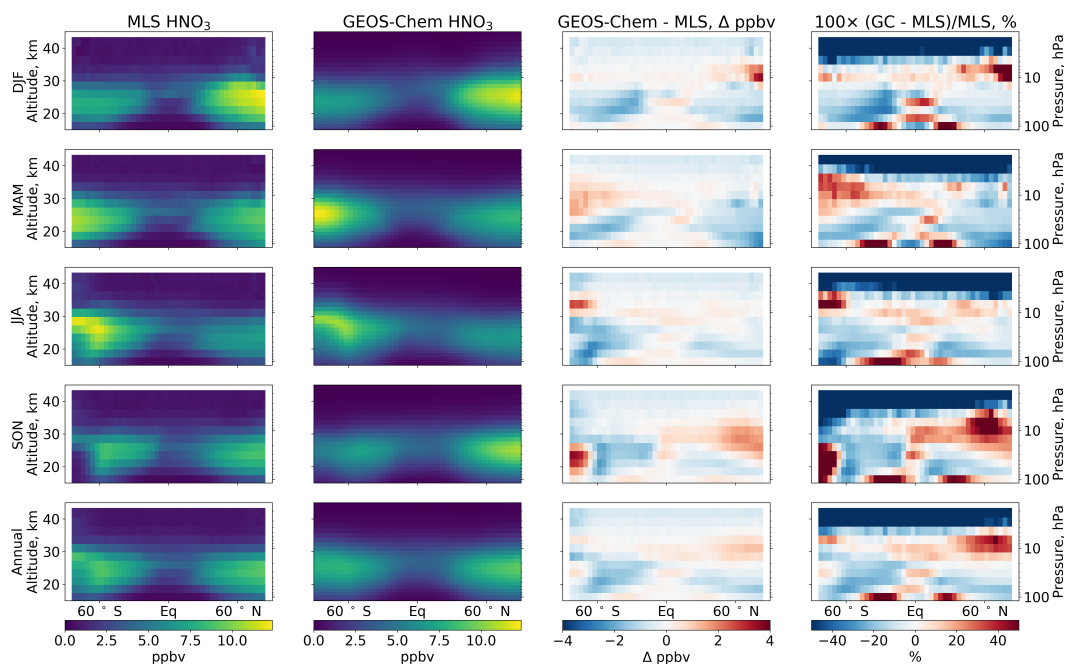 MLS HNO₃ GEOS-Chem HNO₃ GEOS-Chem - MLS, Δ ppbv 100× (GC - MLS)/MLS, %
DJF
Altitude, km
40
30
20
10
100
Pressure, hPa
MAM
Altitude, km
40
30
20
10
100
Pressure, hPa
JJA
Altitude, km
40
30
20
10
100
Pressure, hPa
SON
Altitude, km
40
30
20
10
100
Pressure, hPa
Annual
Altitude, km
40
30
20
10
100
Pressure, hPa
60 ° S Eq 60 ° N 60 ° S Eq 60 ° N 60 ° S Eq 60 ° N 60 ° S Eq 60 ° N
0.0 2.5 5.0 7.5 10.0 0.0 2.5 5.0 7.5 10.0 −4 −2 0 2 4 −40 −20 0 20 40
ppbv ppbv Δ ppbv %